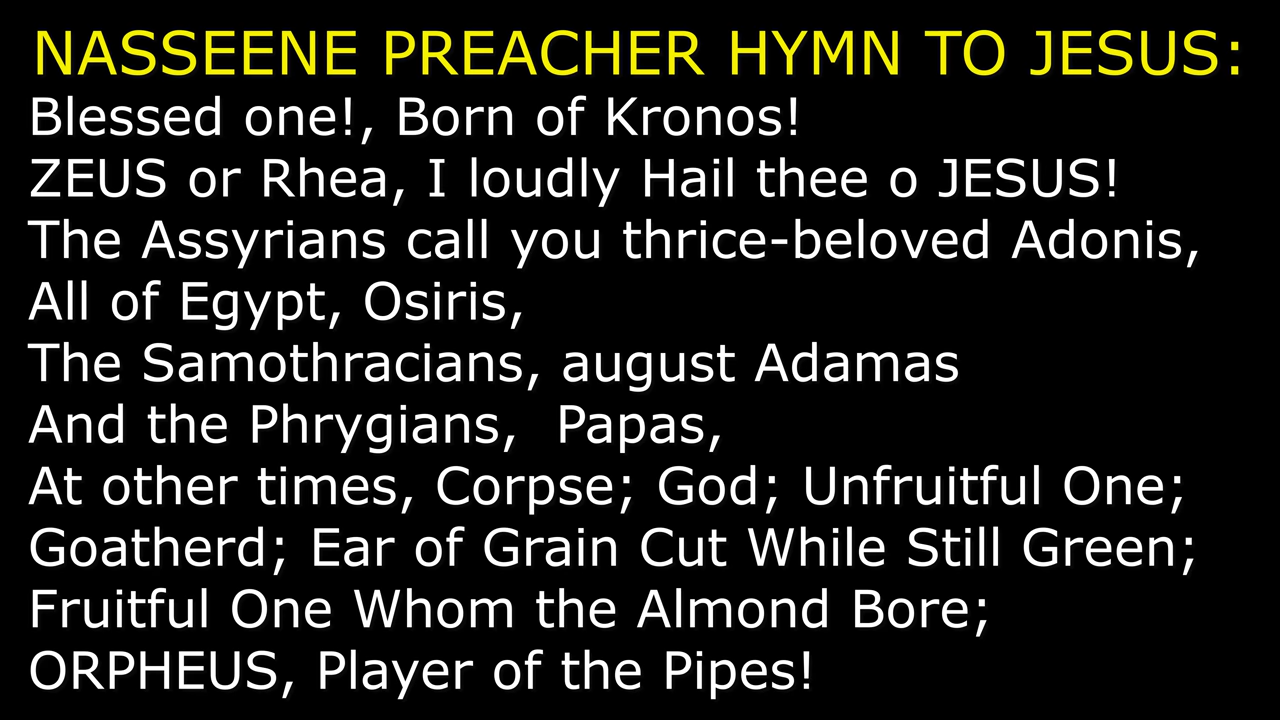 NASSEENE PREACHER HYMN TO JESUS:
Blessed one!, Born of Kronos!
ZEUS or Rhea, I loudly Hail thee o JESUS!
The Assyrians call you thrice-beloved Adonis,
All of Egypt, Osiris,
The Samothracians, august Adamas
And the Phrygians,  Papas,
At other times, Corpse; God; Unfruitful One;
Goatherd; Ear of Grain Cut While Still Green;
Fruitful One Whom the Almond Bore;
ORPHEUS, Player of the Pipes!